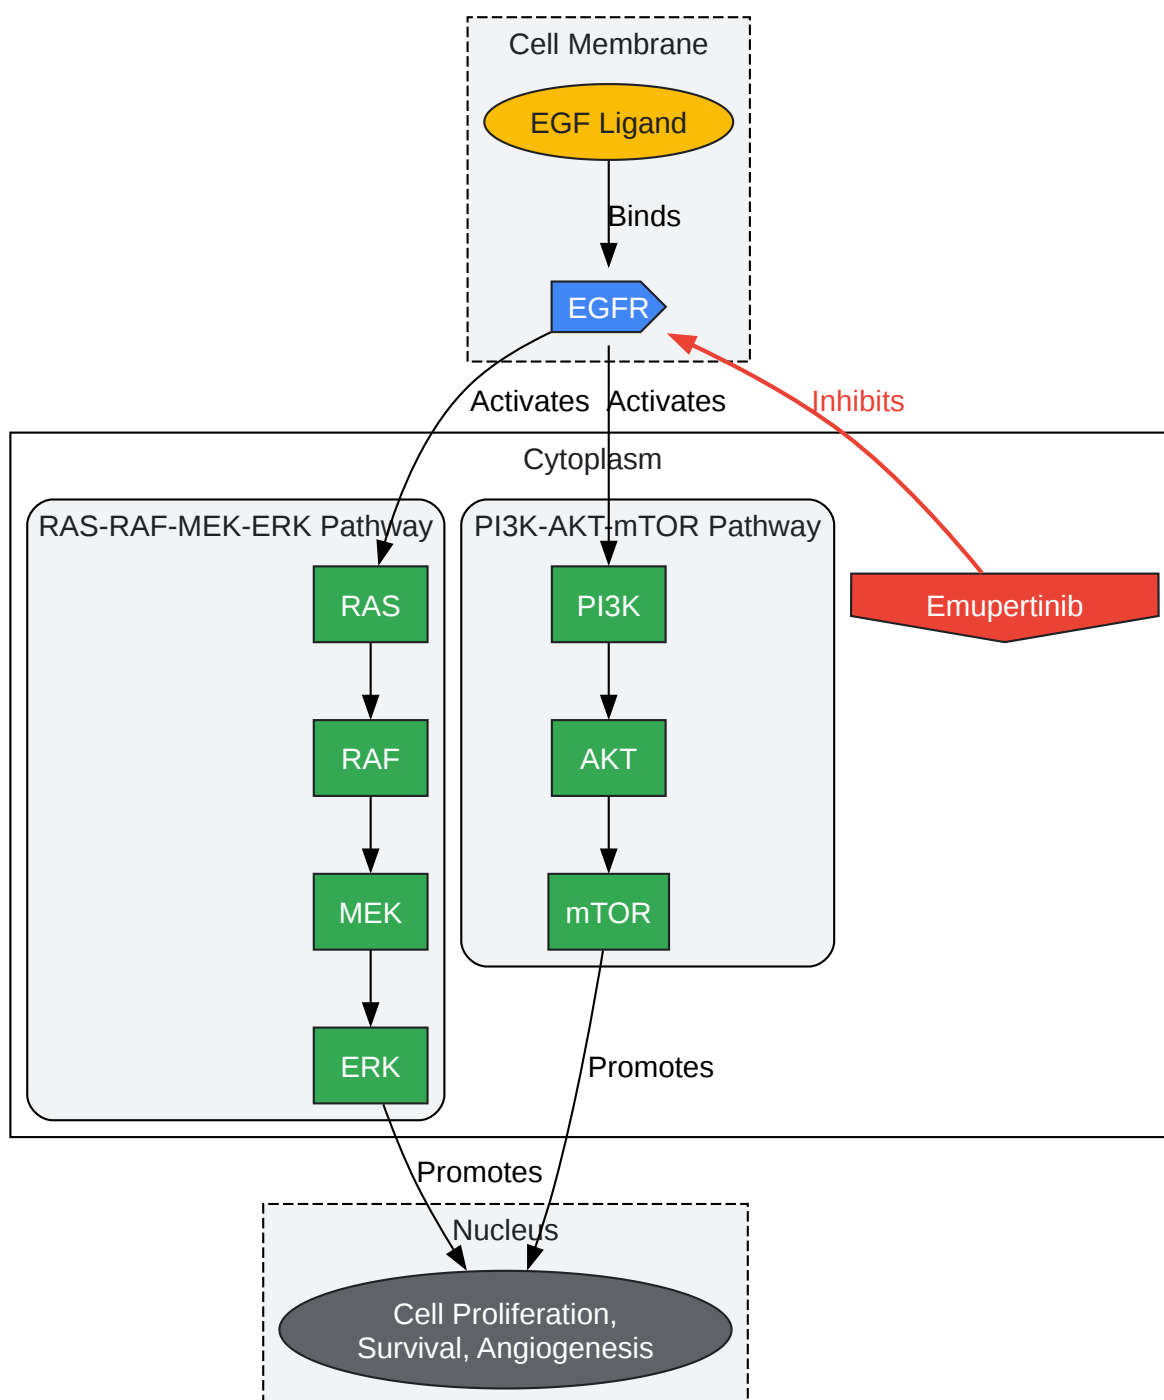 Cell Membrane
EGF Ligand
Binds
EGFR
Activates
Activates
Inhibits
Cytoplasm
RAS-RAF-MEK-ERK Pathway
PI3K-AKT-mTOR Pathway
RAS
PI3K
Emupertinib
RAF
AKT
MEK
mTOR
ERK
Promotes
Promotes
Nucleus
Cell Proliferation,
Survival, Angiogenesis